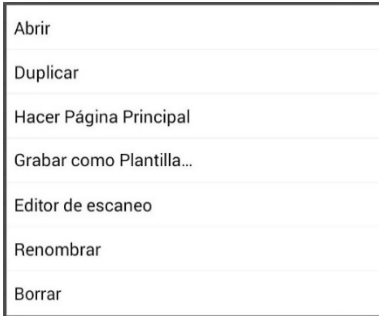 Abrir
Duplicar
Hacer Página Principal
Grabar como Plantilla...
Editor de escaneo
Renombrar
Borrar